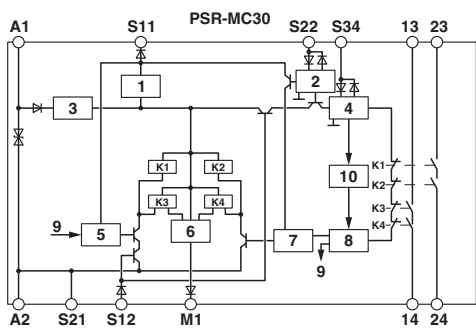 PSR-MC30
A1 S11 S22 S34 13 23
1
2
3
4
K1 K2
K1
10
K2
K3 K4
K3
9
5
6
7
8
K4
9
A2 S21 S12 M1 14 24